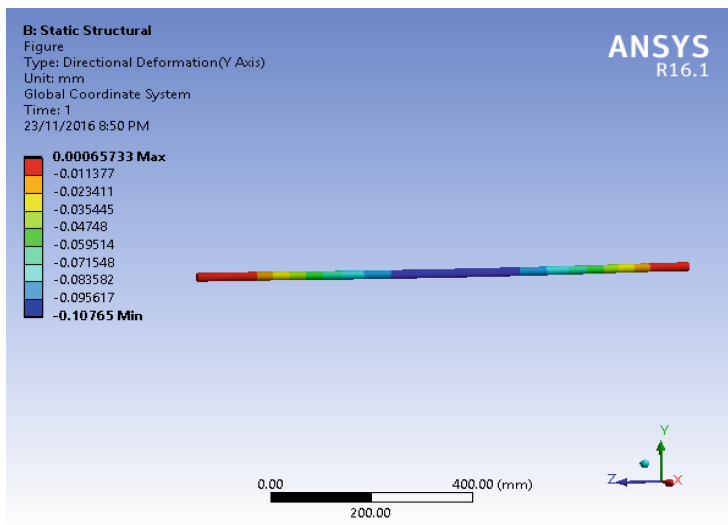 B: Static Structural
Figure
Type: Directional Deformation(Y Axis)
Unit: mm
Global Coordinate System
Time: 1
23/11/2016 8:50 PM
ANSYS
R16.1
0.00065733 Max
-0.011377
-0.023411
-0.035445
-0.04748
-0.059514
-0.071548
-0.083582
-0.095617
-0.10765 Min
0.00
400.00 (mm)
200.00
Y
Z
X